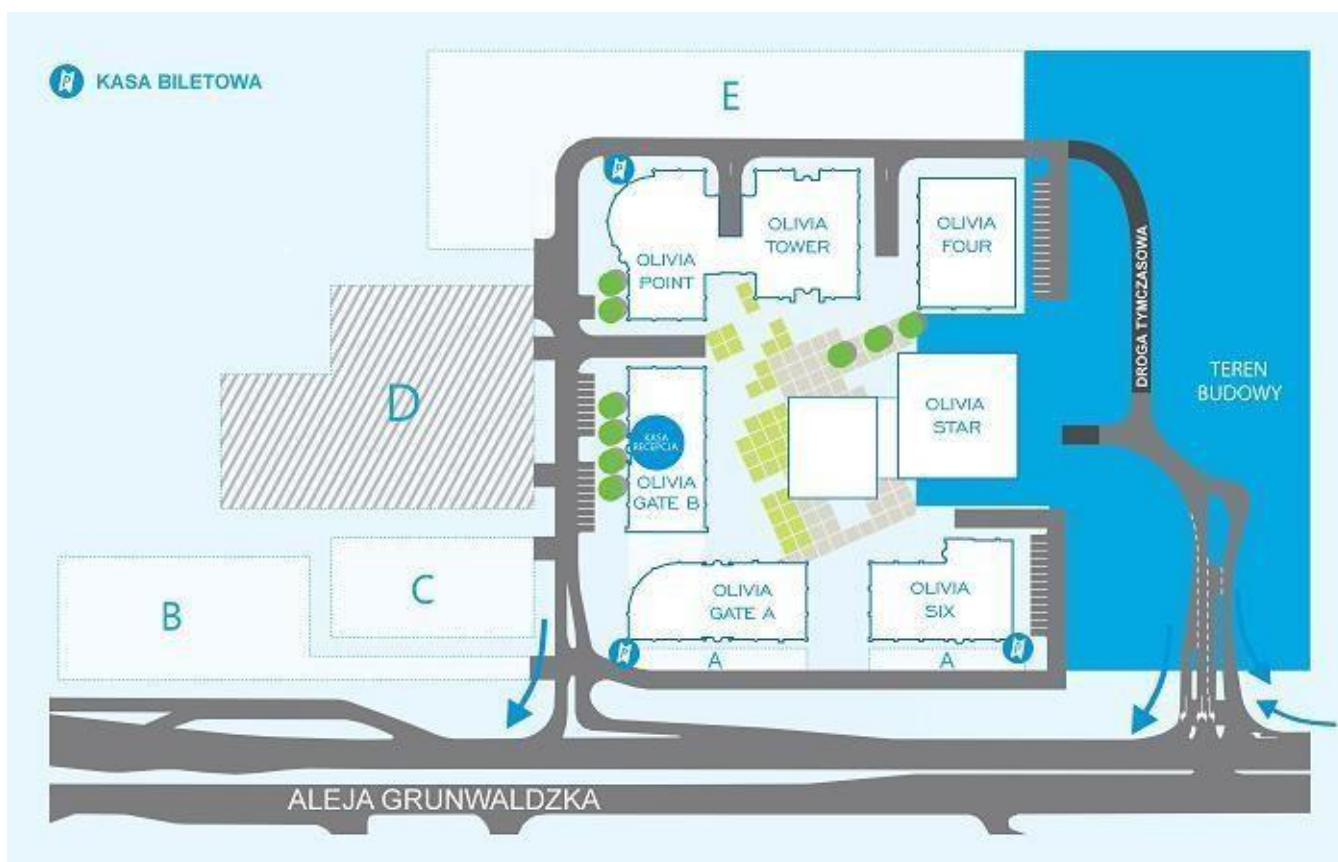 KASA BILETOWA
E
OLIVIA
TOWER
OLIVIA
FOUR
OLIVIA
POINT
DROGA TYMCZASOWA
TEREN
BUDOWY
D
OLIVIA
STAR
KASA
RECEPCJA
OLIVIA
GATE B
B
C
OLIVIA
GATE A
OLIVIA
SIX
P
P
P
P
A
A
ALEJA GRUNWALDZKA